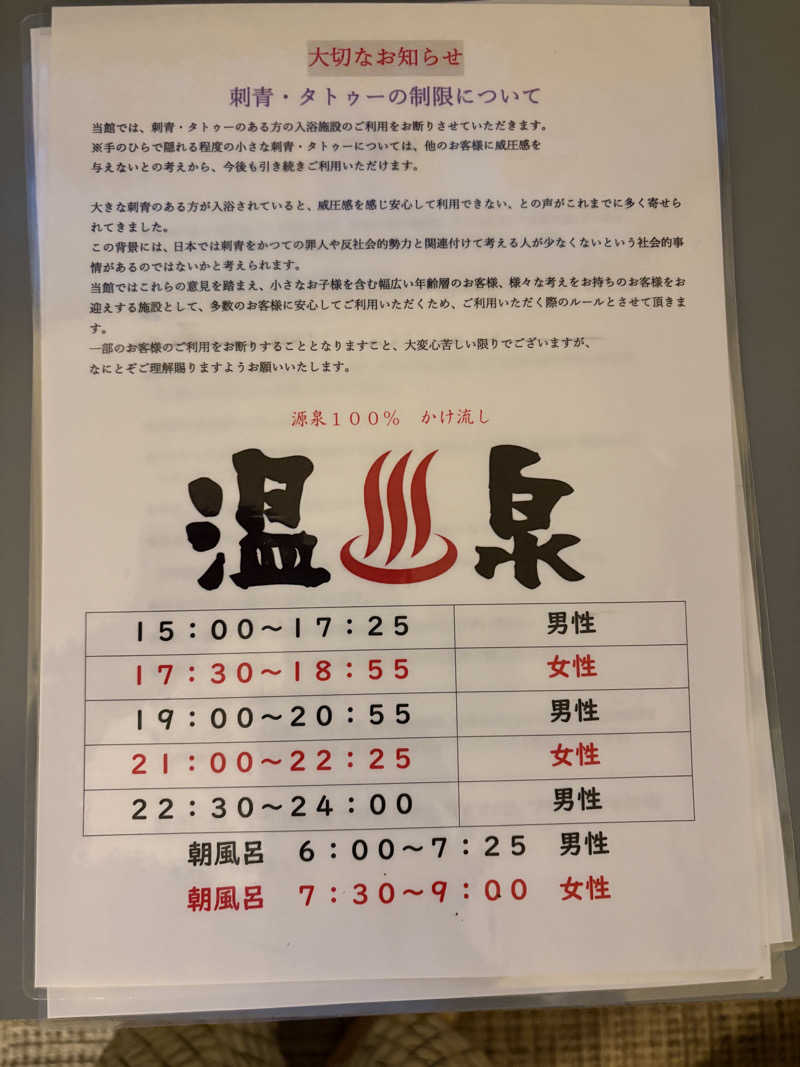 大切なお知らせ
刺青・タトゥーの制限について
当館では、刺青・タトゥーのある方の入浴施設のご利用をお断りさせていただきます。
※手のひらで隠れる程度の小さな刺青・タトゥーについては、他のお客様に威圧感を
与えないとの考えから、今後も引き続きご利用いただけます。
大きな刺青のある方が入浴されていると、威圧感を感じ安心して利用できない、との声がこれまでに多く寄せら
れてきました。
この背景には、日本では刺青をかつての罪人や反社会的勢力と関連付けて考える人が少なくないという社会的事
情があるのではないかと考えられます。
当館ではこれらの意見を踏まえ、小さなお子様を含む幅広い年齢層のお客様、様々な考えをお持ちのお客様をお
迎えする施設として、多数のお客様に安心してご利用いただくため、ご利用いただく際のルールとさせて頂きま
す。
一部のお客様のご利用をお断りすることとなりますこと、大変心苦しい限りでございますが、
なにとぞご理解賜りますようお願いいたします。
源泉１００％　かけ流し
温♨泉
１５：００～１７：２５　男性
１７：３０～１８：５５　女性
１９：００～２０：５５　男性
２１：００～２２：２５　女性
２２：３０～２４：００　男性
朝風呂　６：００～７：２５　男性
朝風呂　７：３０～９：００　女性